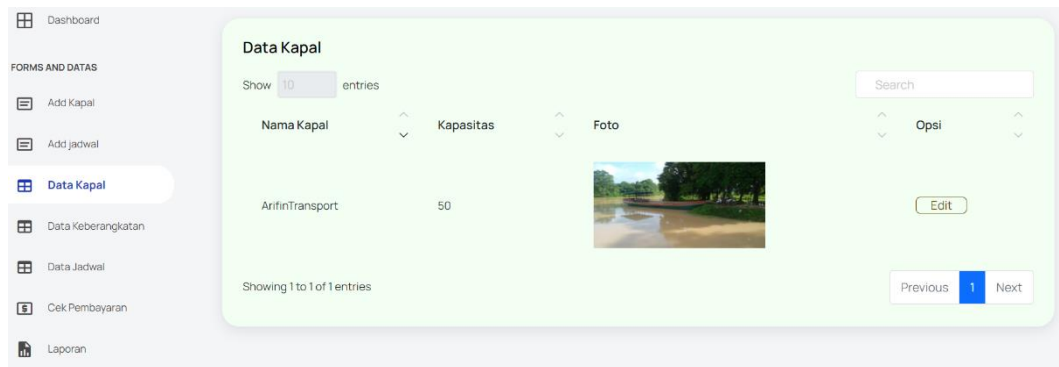 Dashboard
FORMS AND DATAS
Add Kapal
Add jadwal
Data Kapal
Data Keberangkatan
Data Jadwal
Cek Pembayaran
Laporan
Data Kapal
Show 10 entries
Search
Nama Kapal Kapasitas Foto Opsi
ArifinTransport 50 Edit
Showing 1 to 1 of 1 entries
Previous 1 Next